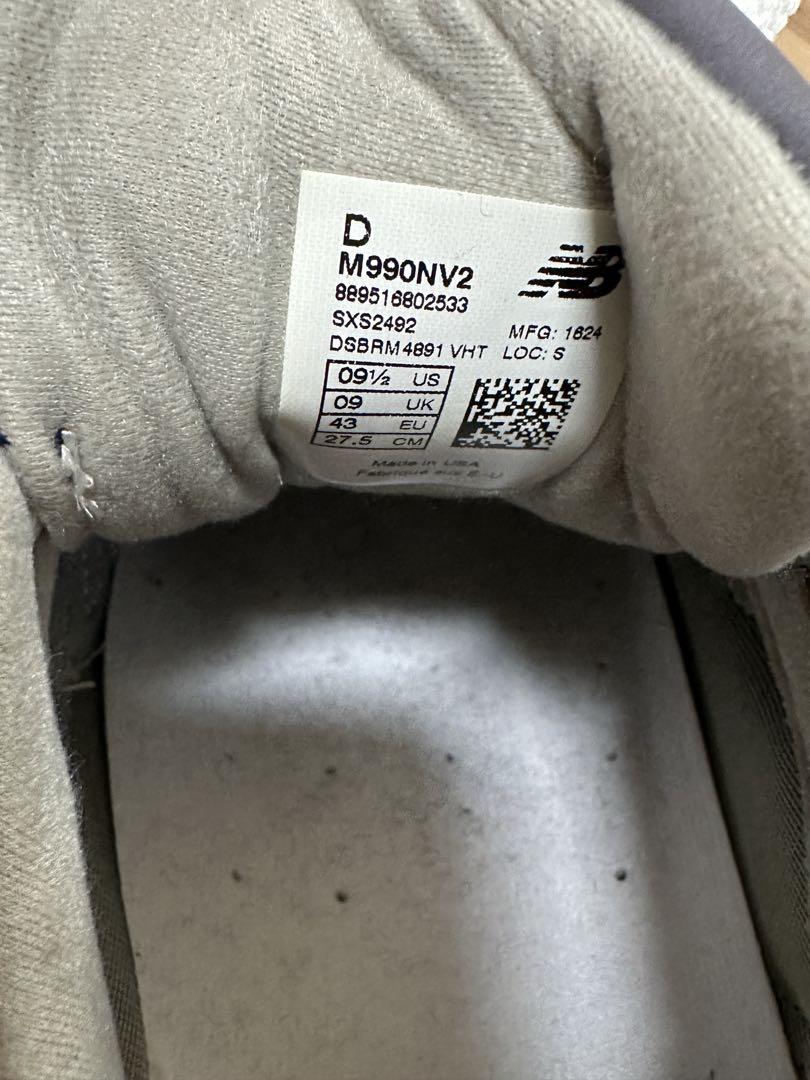 D
M990NV2
NB
889516802533
SXS2492
MFG: 1624
DSBRM4891 VHT LOC: S
09½ US
09 UK
43 EU
27.5 CM
Made in USA
Fabriqué aux É-U